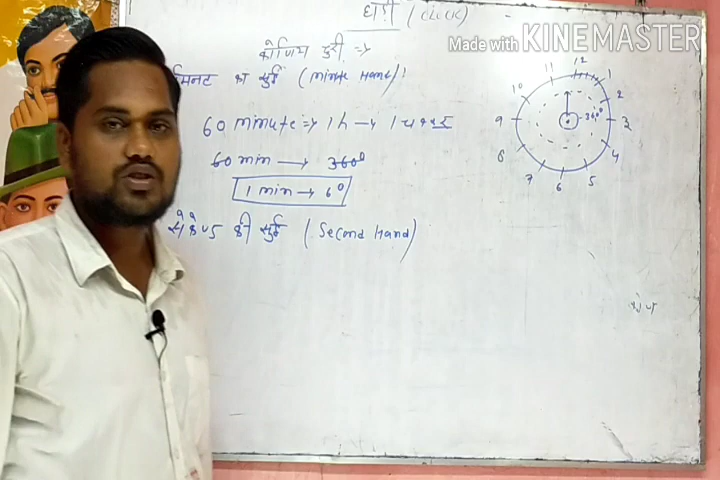 घड़ी (CLOCK)
Made with KINEMASTER
कोणिय दुरी ⇒
मिनट का सुई (minute Hand)!
60 minute ⇒ 1h → 1 चक्कर
60 min → 360°
1 min → 6°
सेकेण्ड की सुई (Second Hand)
12
1
2
3
4
5
6
7
8
9
10
11
360°